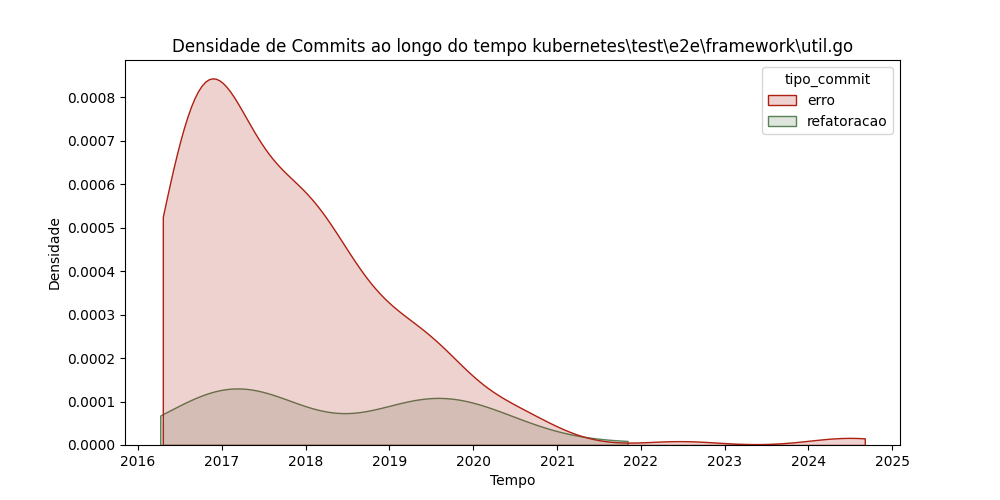 Densidade de Commits ao longo do tempo kubernetes\test\e2e\framework\util.go
tipo_commit
erro
refatoracao
Densidade
0.0008
0.0007
0.0006
0.0005
0.0004
0.0003
0.0002
0.0001
0.0000
2016 2017 2018 2019 2020 2021 2022 2023 2024 2025
Tempo